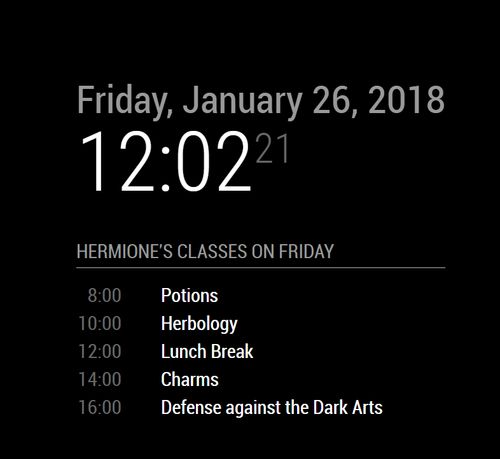 Friday, January 26, 2018
12:02 21
HERMIONE'S CLASSES ON FRIDAY
8:00 Potions
10:00 Herbology
12:00 Lunch Break
14:00 Charms
16:00 Defense against the Dark Arts